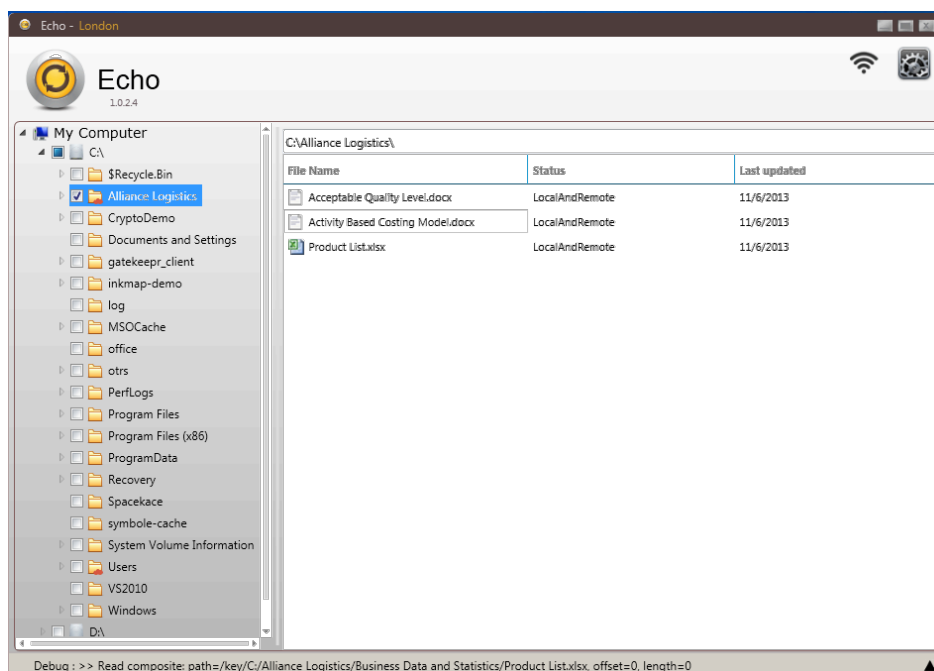 Echo - London
Echo
1.0.2.4
My Computer
C:\
$Recycle.Bin
Alliance Logistics
CryptoDemo
Documents and Settings
gatekeepr_client
inkmap-demo
log
MSOCache
office
otrs
PerfLogs
Program Files
Program Files (x86)
ProgramData
Recovery
Spacekace
symbole-cache
System Volume Information
Users
VS2010
Windows
D:\
C:\Alliance Logistics\
File Name Status Last updated
Acceptable Quality Level.docx LocalAndRemote 11/6/2013
Activity Based Costing Model.docx LocalAndRemote 11/6/2013
Product List.xlsx LocalAndRemote 11/6/2013
Debug : >> Read composite: path=/key/C:/Alliance Logistics/Business Data and Statistics/Product List.xlsx, offset=0, length=0